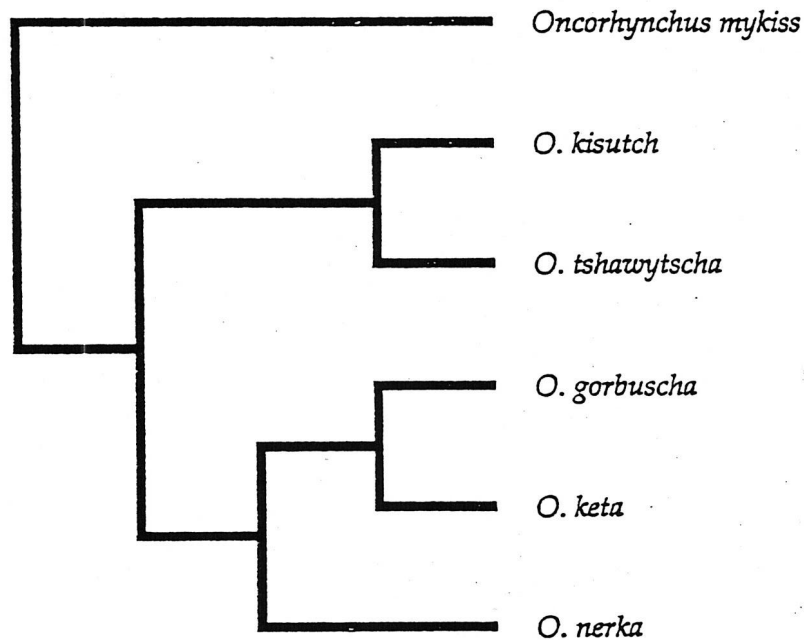 Oncorhynchus mykiss
O. kisutch
O. tshawytscha
O. gorbuscha
O. keta
O. nerka